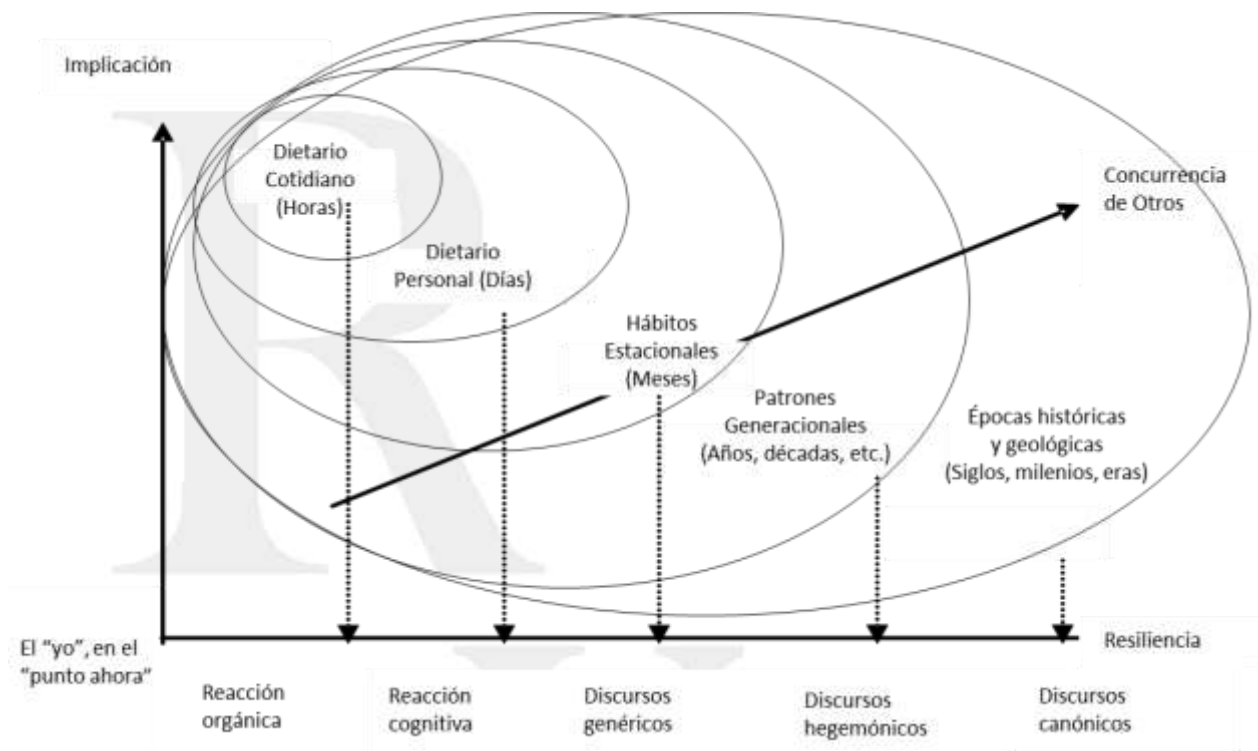 Implicación
Dietario
Cotidiano
(Horas)
Concurrencia
de Otros
Dietario
Personal (Días)
Hábitos
Estacionales
(Meses)
Patrones
Generacionales
(Años, décadas, etc.)
Épocas históricas
y geológicas
(Siglos, milenios, eras)
El "yo", en el
"punto ahora"
Resiliencia
Reacción
orgánica
Reacción
cognitiva
Discursos
genéricos
Discursos
hegemónicos
Discursos
canónicos